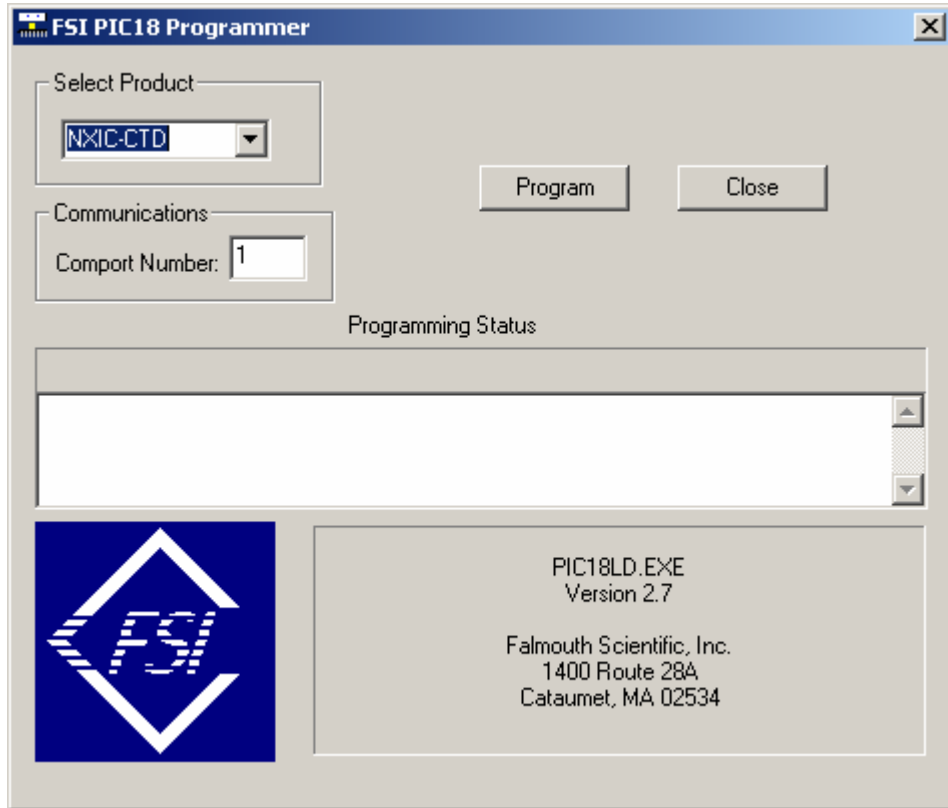 FSI PIC18 Programmer
Select Product
NXIC-CTD
Program
Close
Communications
Comport Number: 1
Programming Status
FSI
PIC18LD.EXE
Version 2.7
Falmouth Scientific, Inc.
1400 Route 28A
Cataumet, MA 02534